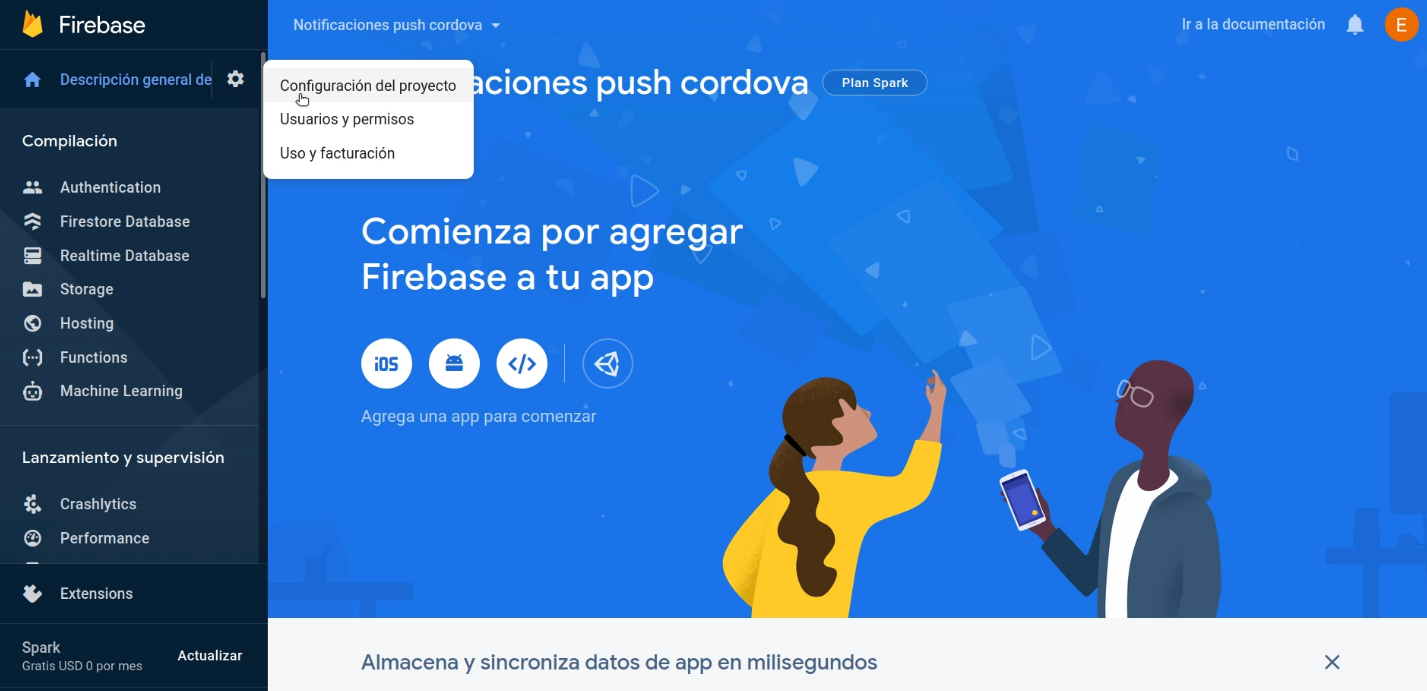 Firebase
Notificaciones push cordova
Ir a la documentación
E
Descripción general de
Configuración del proyecto
Usuarios y permisos
Uso y facturación
aciones push cordova
Plan Spark
Compilación
Authentication
Firestore Database
Realtime Database
Storage
Hosting
Functions
Machine Learning
Lanzamiento y supervisión
Crashlytics
Performance
Extensions
Spark
Gratis USD 0 por mes
Actualizar
Comienza por agregar
Firebase a tu app
iOS
Agrega una app para comenzar
Almacena y sincroniza datos de app en milisegundos